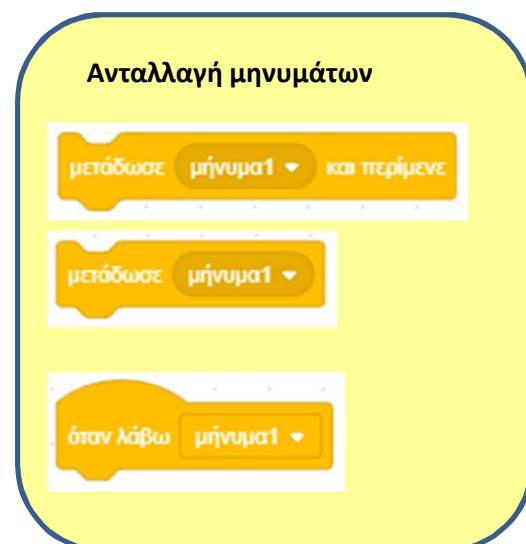 Ανταλλαγή μηνυμάτων
μετάδωσε μήνυμα1 και περίμενε
μετάδωσε μήνυμα1
όταν λάβω μήνυμα1